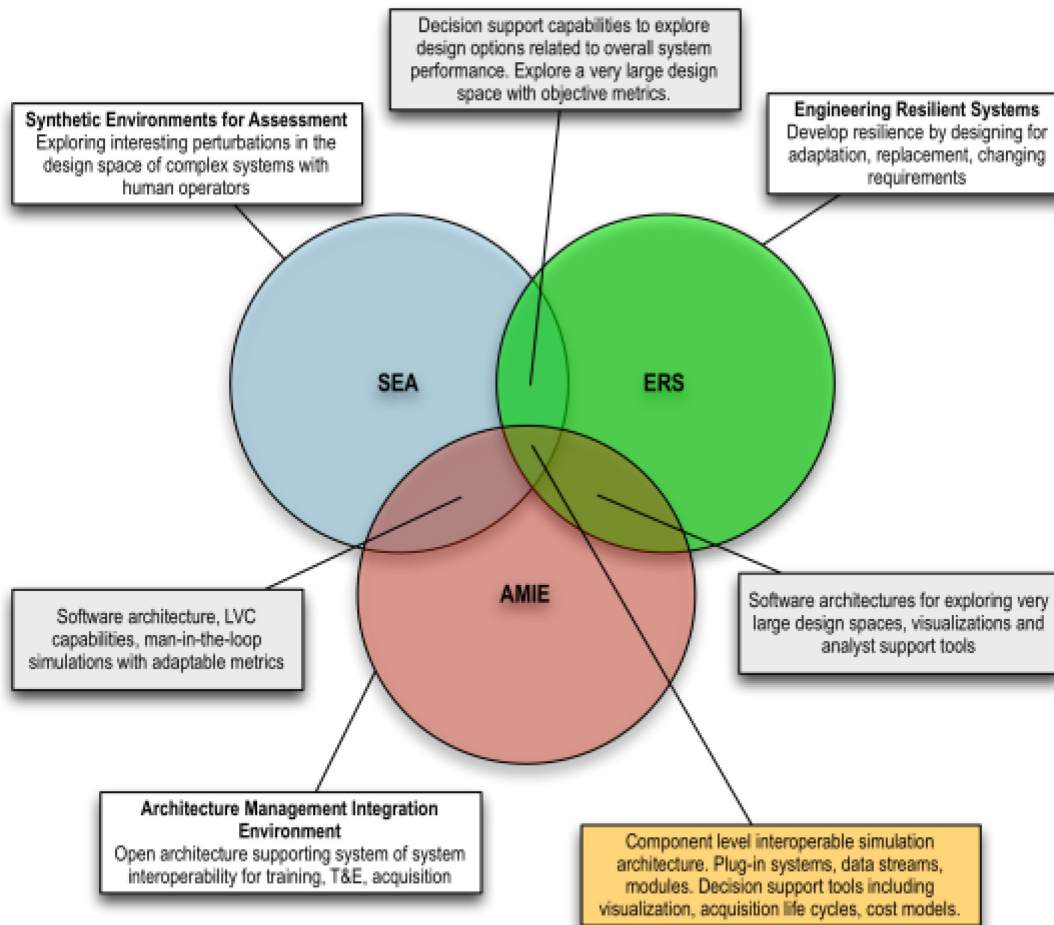 Decision support capabilities to explore
design options related to overall system
performance. Explore a very large design
space with objective metrics.
Synthetic Environments for Assessment
Exploring interesting perturbations in the
design space of complex systems with
human operators
Engineering Resilient Systems
Develop resilience by designing for
adaptation, replacement, changing
requirements
SEA
ERS
AMIE
Software architecture, LVC
capabilities, man-in-the-loop
simulations with adaptable metrics
Software architectures for exploring very
large design spaces, visualizations and
analyst support tools
Architecture Management Integration
Environment
Open architecture supporting system of system
interoperability for training, T&E, acquisition
Component level interoperable simulation
architecture. Plug-in systems, data streams,
modules. Decision support tools including
visualization, acquisition life cycles, cost models.